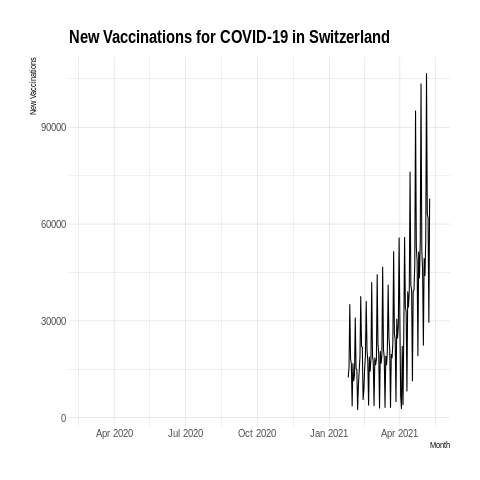 New Vaccinations for COVID-19 in Switzerland
New Vaccinations
90000
60000
30000
0
Apr 2020 Jul 2020 Oct 2020 Jan 2021 Apr 2021
Month